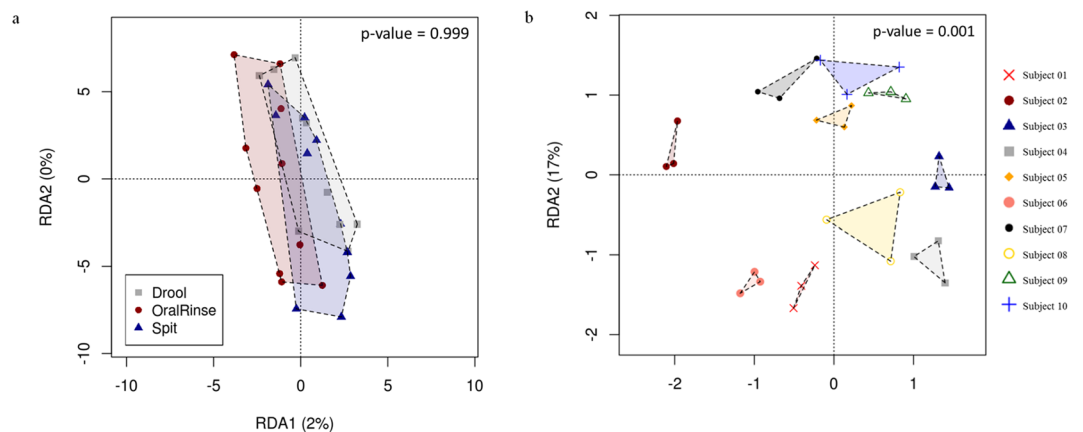 a
p-value = 0.999
RDA2 (0%)
5
0
-5
-10
Drool
OralRinse
Spit
-10
-5
0
5
10
RDA1 (2%)
b
p-value = 0.001
RDA2 (17%)
2
1
0
-1
-2
-2
-1
0
1
Subject 01
Subject 02
Subject 03
Subject 04
Subject 05
Subject 06
Subject 07
Subject 08
Subject 09
Subject 10